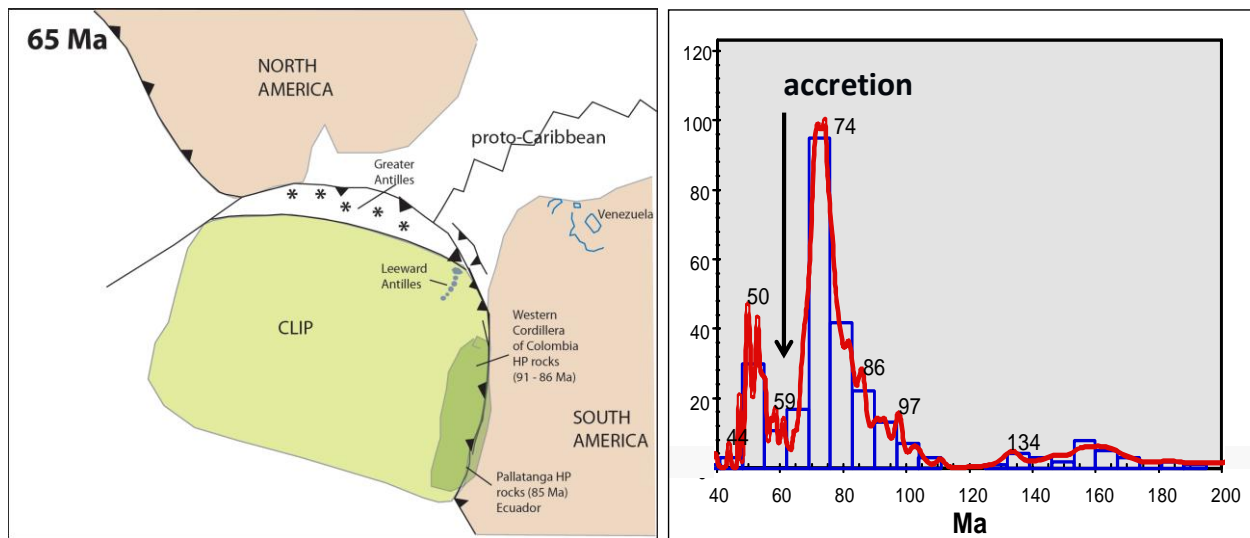 65 Ma
NORTH
AMERICA
proto-Caribbean
Greater
Antilles
Venezuela
Leeward
Antilles
CLIP
Western
Cordillera
of Colombia
HP rocks
(91 - 86 Ma)
SOUTH
AMERICA
Pallatanga HP
rocks (85 Ma)
Ecuador
120
100
80
60
40
20
accretion
74
50
86
59
97
44
134
40
60
80
100
120
140
160
180
200
Ma